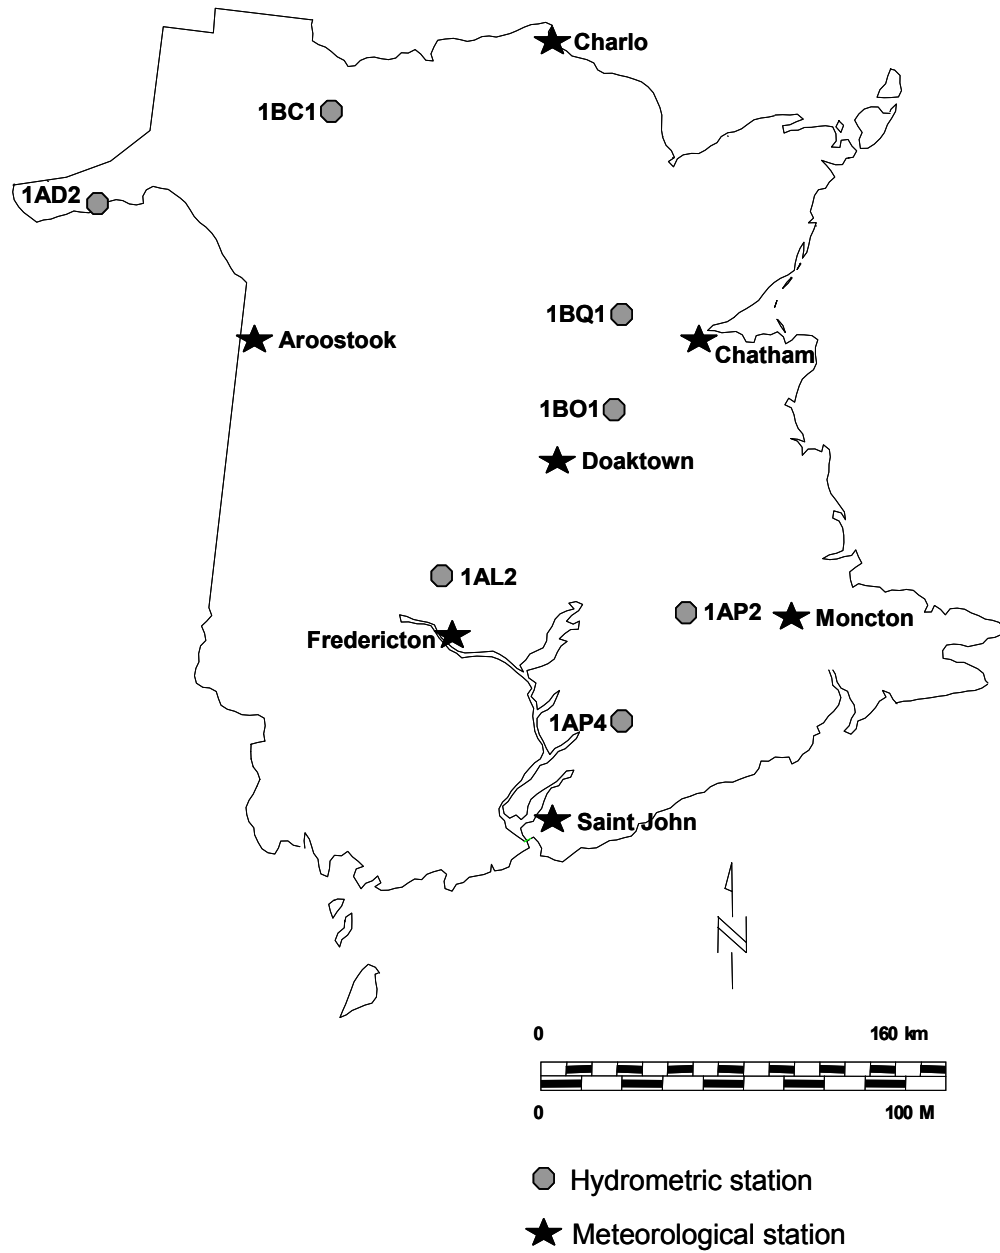 Charlo
1BC1
1AD2
1BQ1
Aroostook
Chatham
1BO1
Doaktown
1AL2
1AP2
Moncton
Fredericton
1AP4
Saint John
N
0
160 km
0
100 M
Hydrometric station
Meteorological station